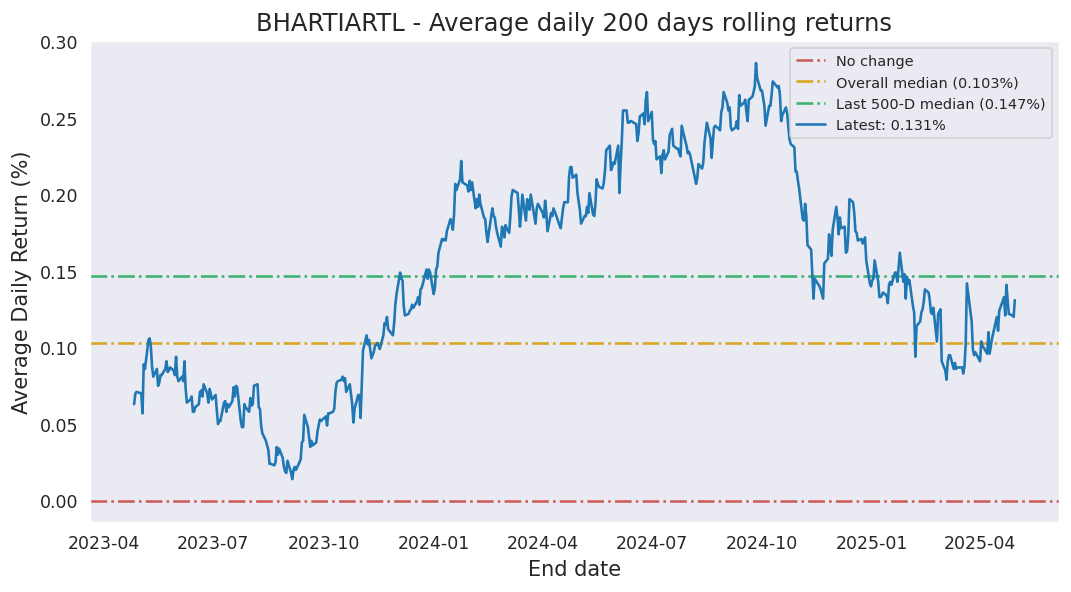 BHARTIARTL - Average daily 200 days rolling returns
Average Daily Return (%)
0.30
0.25
0.20
0.15
0.10
0.05
0.00
No change
Overall median (0.103%)
Last 500-D median (0.147%)
Latest: 0.131%
2023-04 2023-07 2023-10 2024-01 2024-04 2024-07 2024-10 2025-01 2025-04
End date